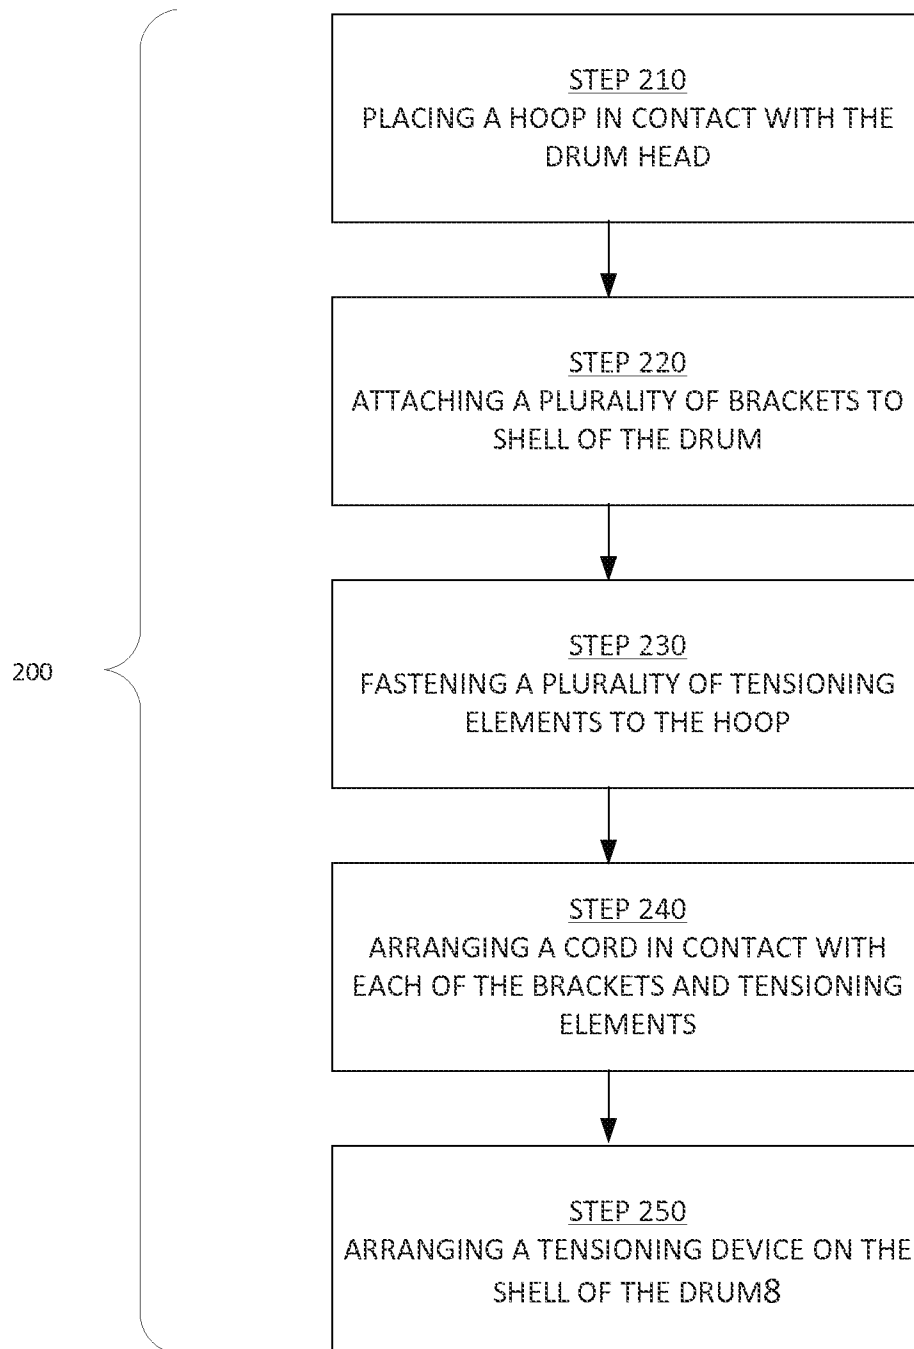 STEP 210
PLACING A HOOP IN CONTACT WITH THE
DRUM HEAD
STEP 220
ATTACHING A PLURALITY OF BRACKETS TO
SHELL OF THE DRUM
200
STEP 230
FASTENING A PLURALITY OF TENSIONING
ELEMENTS TO THE HOOP
STEP 240
ARRANGING A CORD IN CONTACT WITH
EACH OF THE BRACKETS AND TENSIONING
ELEMENTS
STEP 250
ARRANGING A TENSIONING DEVICE ON THE
SHELL OF THE DRUM8